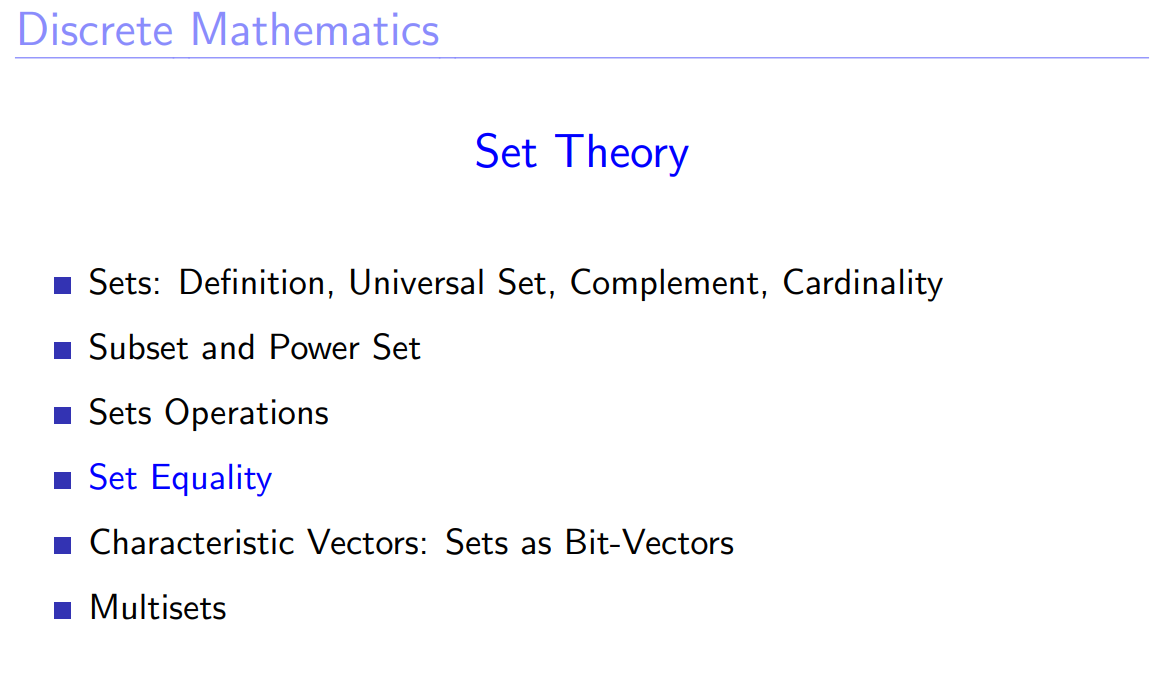 Discrete Mathematics
Set Theory
Sets: Definition, Universal Set, Complement, Cardinality
Subset and Power Set
Sets Operations
Set Equality
Characteristic Vectors: Sets as Bit-Vectors
Multisets